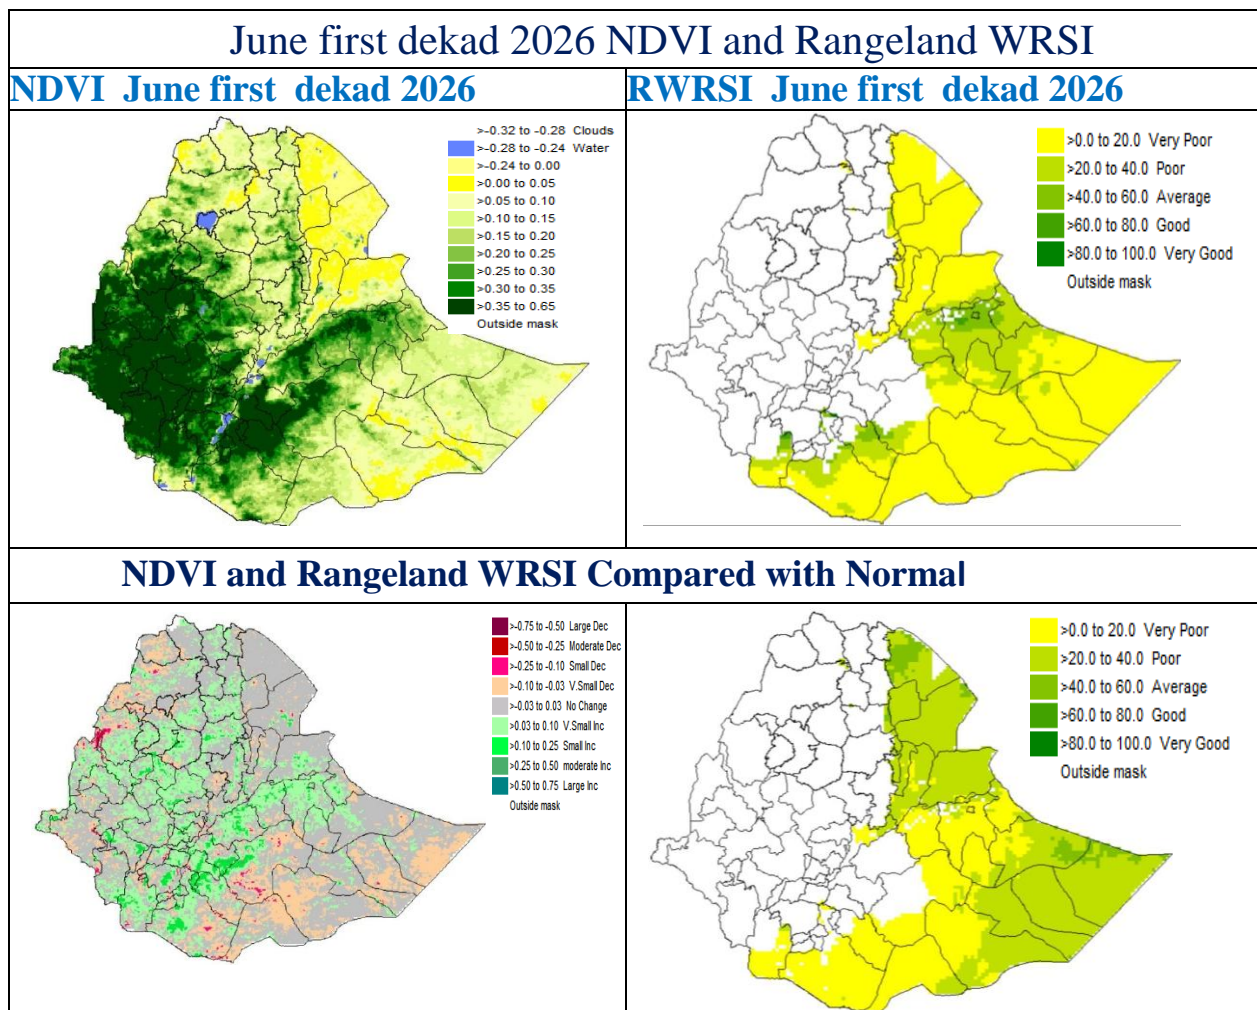 June first dekad 2026 NDVI and Rangeland WRSI
NDVI June first dekad 2026
RWRSI June first dekad 2026
>-0.32 to -0.28 Clouds
>-0.28 to -0.24 Water
>-0.24 to 0.00
>0.00 to 0.05
>0.05 to 0.10
>0.10 to 0.15
>0.15 to 0.20
>0.20 to 0.25
>0.25 to 0.30
>0.30 to 0.35
>0.35 to 0.65
Outside mask
>0.0 to 20.0 Very Poor
>20.0 to 40.0 Poor
>40.0 to 60.0 Average
>60.0 to 80.0 Good
>80.0 to 100.0 Very Good
Outside mask
NDVI and Rangeland WRSI Compared with Normal
>-0.75 to -0.50 Large Dec
>-0.50 to -0.25 Moderate Dec
>-0.25 to -0.10 Small Dec
>-0.10 to -0.03 V.Small Dec
>-0.03 to 0.03 No Change
>0.03 to 0.10 V.Small Inc
>0.10 to 0.25 Small Inc
>0.25 to 0.50 moderate Inc
>0.50 to 0.75 Large Inc
Outside mask
>0.0 to 20.0 Very Poor
>20.0 to 40.0 Poor
>40.0 to 60.0 Average
>60.0 to 80.0 Good
>80.0 to 100.0 Very Good
Outside mask